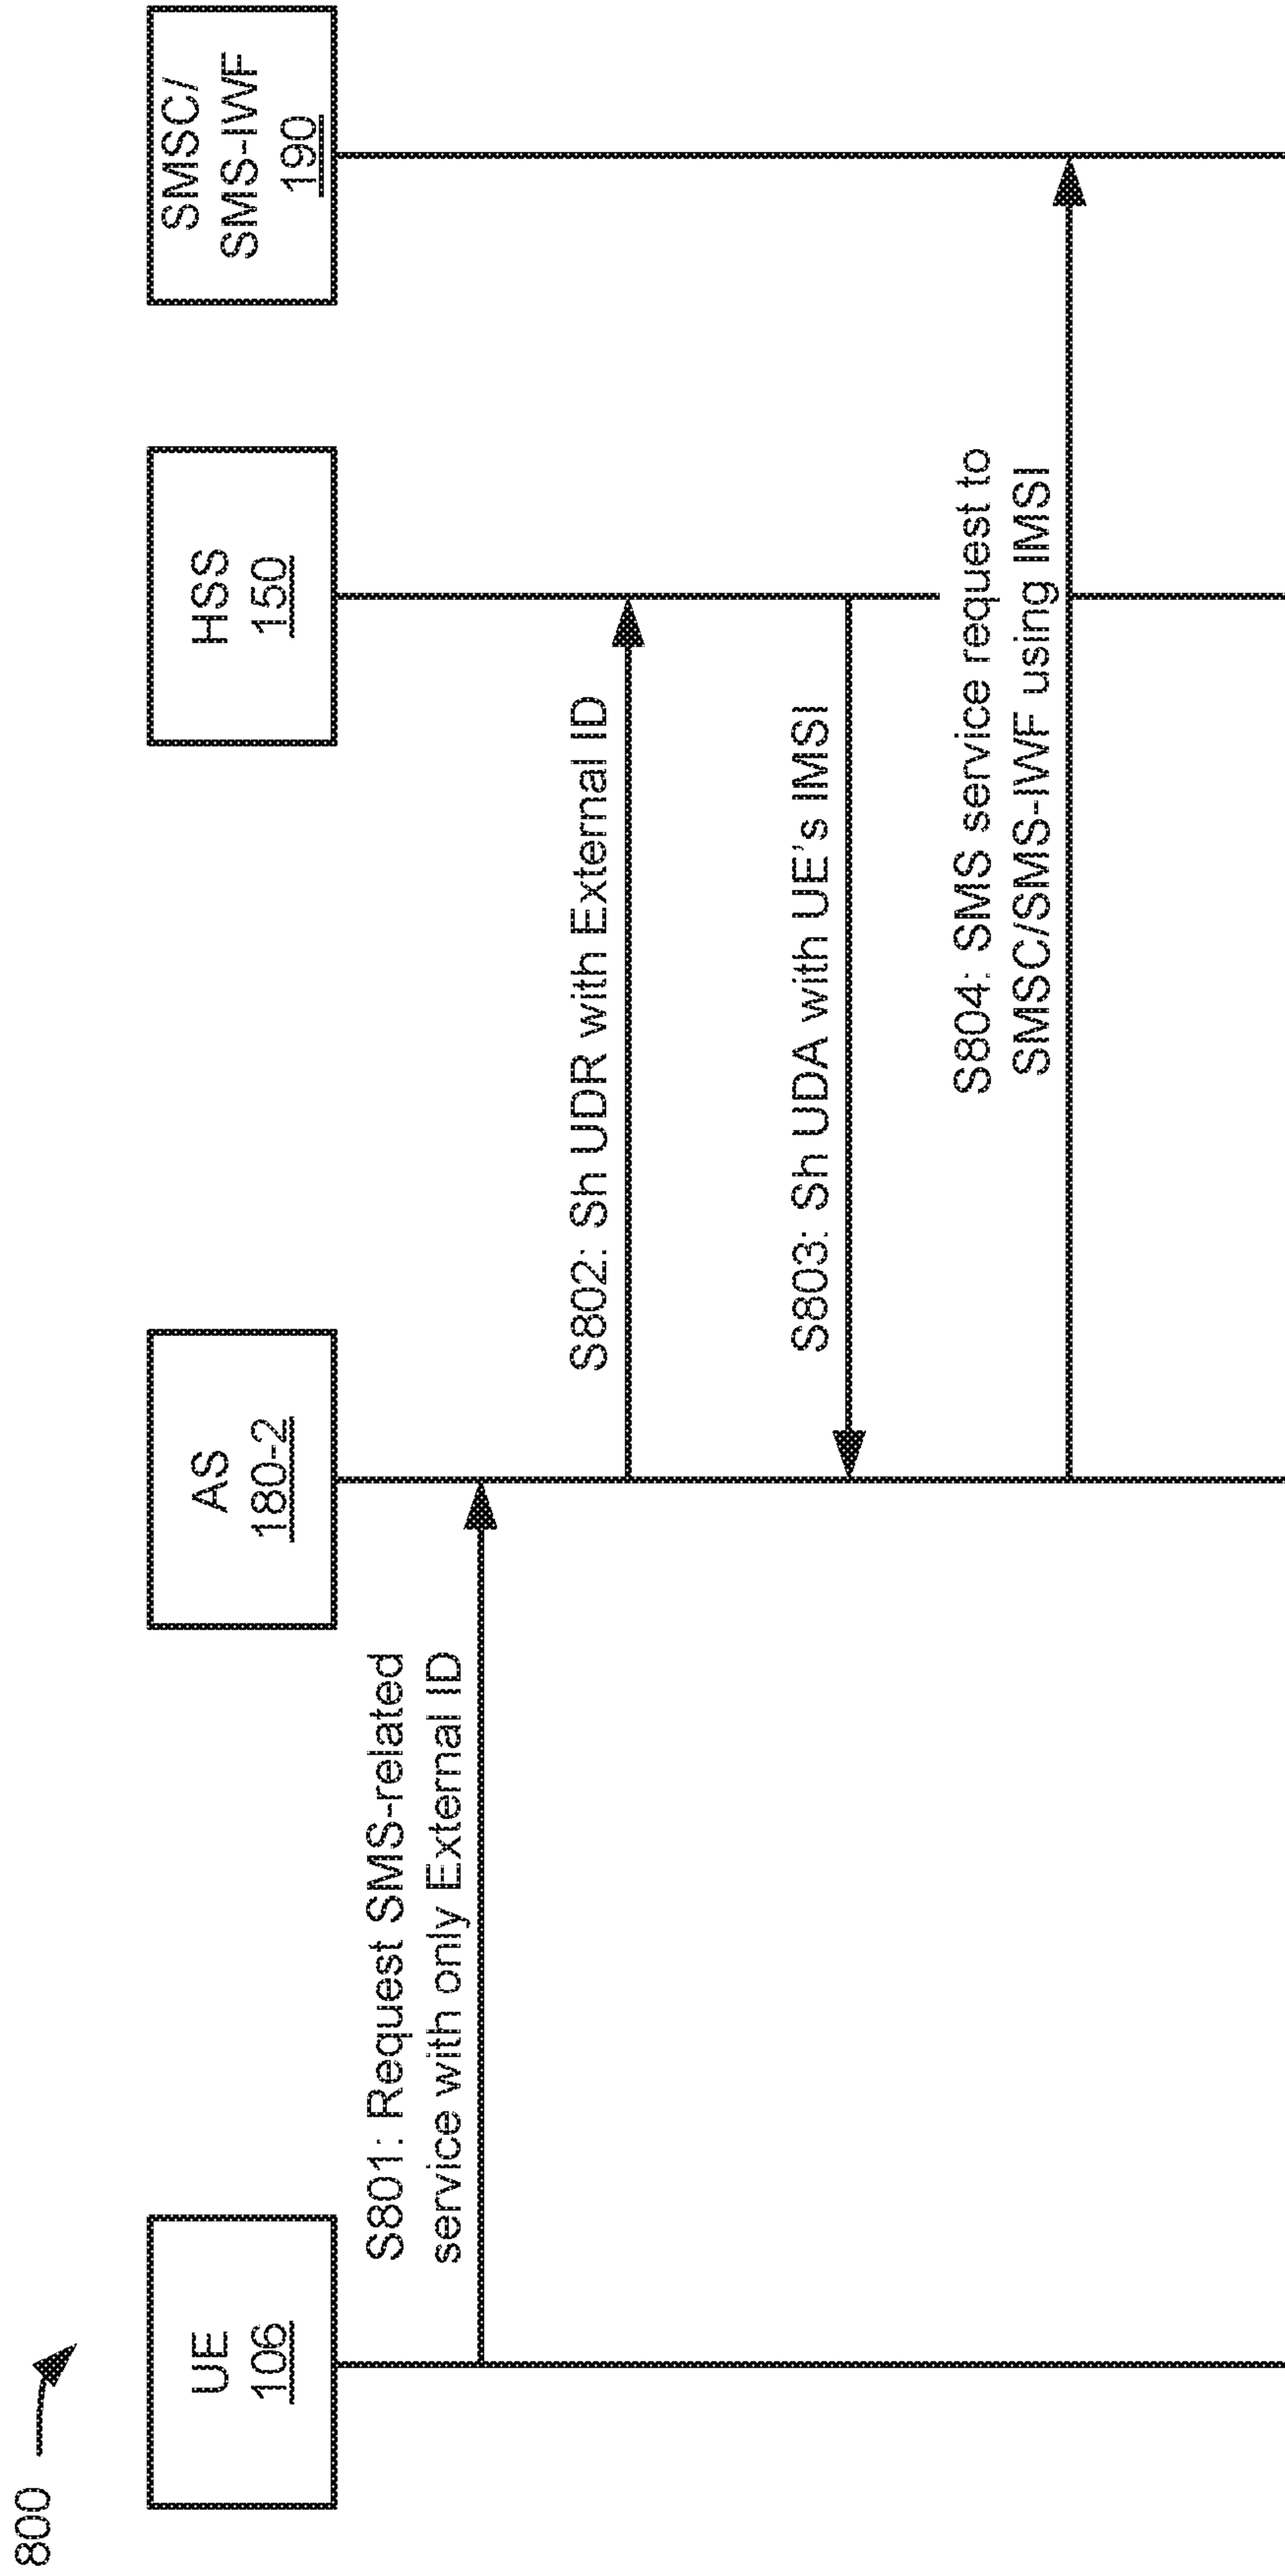 800
UE
106
AS
180-2
HSS
150
SMSC/
SMS-IWF
190
S801: Request SMS-related
service with only External ID
S802: Sh UDR with External ID
S803: Sh UDA with UE's IMSI
S804: SMS service request to
SMSC/SMS-IWF using IMSI